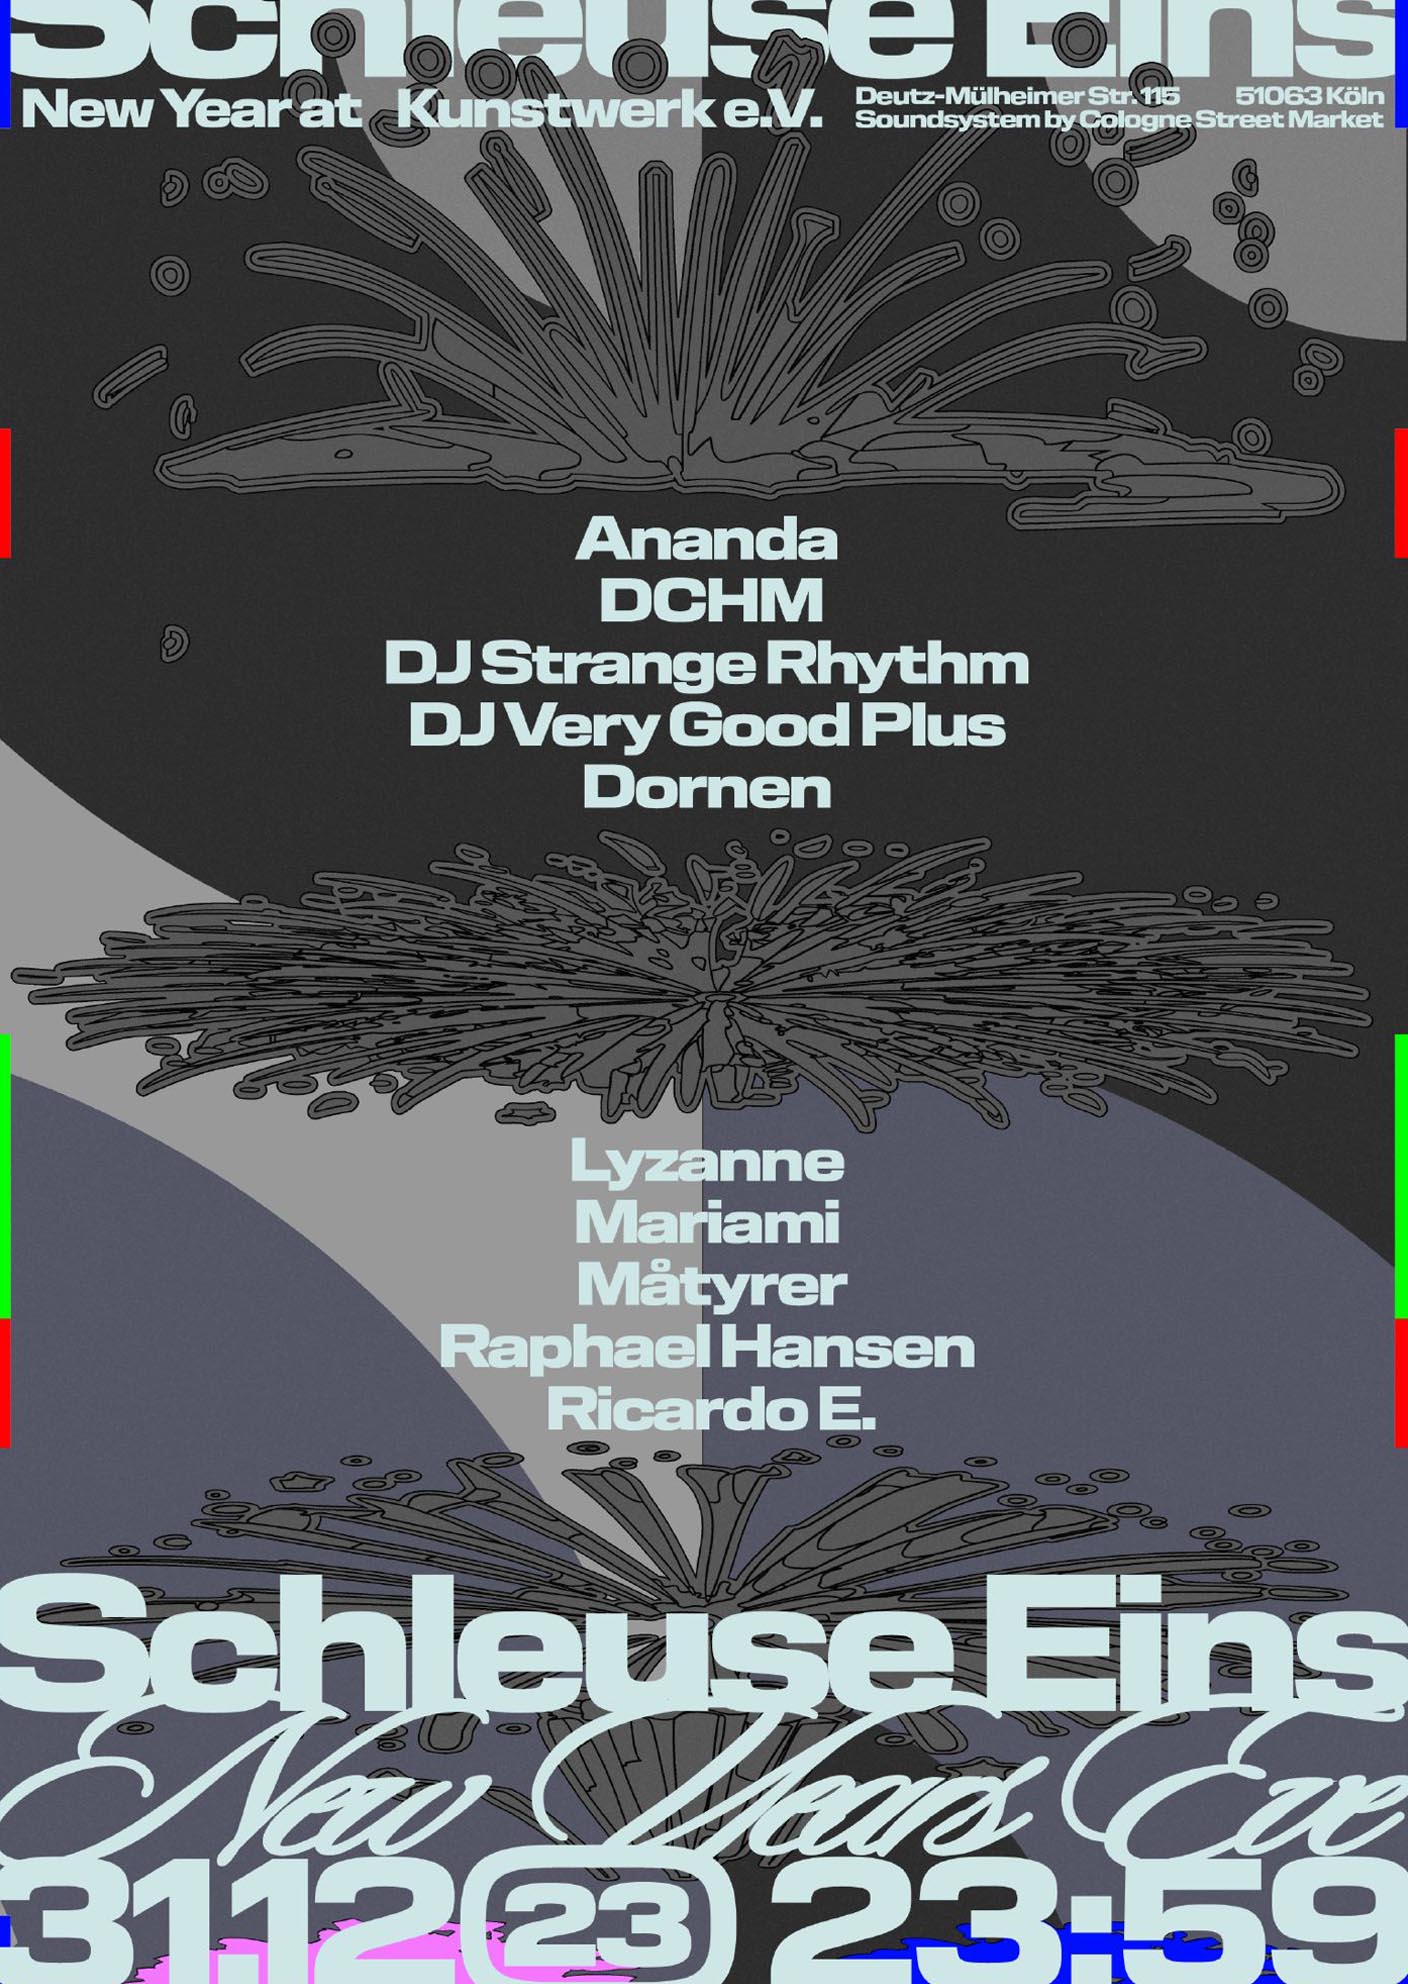 Schleuse Eins
New Year at Kunstwerk e.V.
Deutz-Mülheimer Str. 115 51063 Köln
Soundsystem by Cologne Street Market
Ananda
DCHM
DJ Strange Rhythm
DJ Very Good Plus
Dornen
Lyzanne
Mariami
Måtyrer
Raphael Hansen
Ricardo E.
Schleuse Eins
New Years Eve
31.12 23 23:59